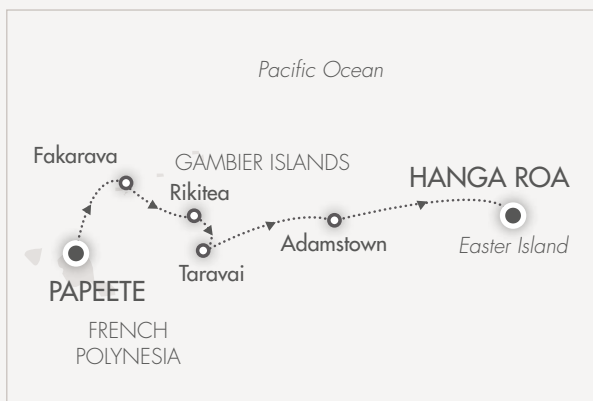 Pacific Ocean
Fakarava
GAMBIER ISLANDS
Rikitea
HANGA ROA
Adamstown
Easter Island
Taravai
PAPEETE
FRENCH
POLYNESIA